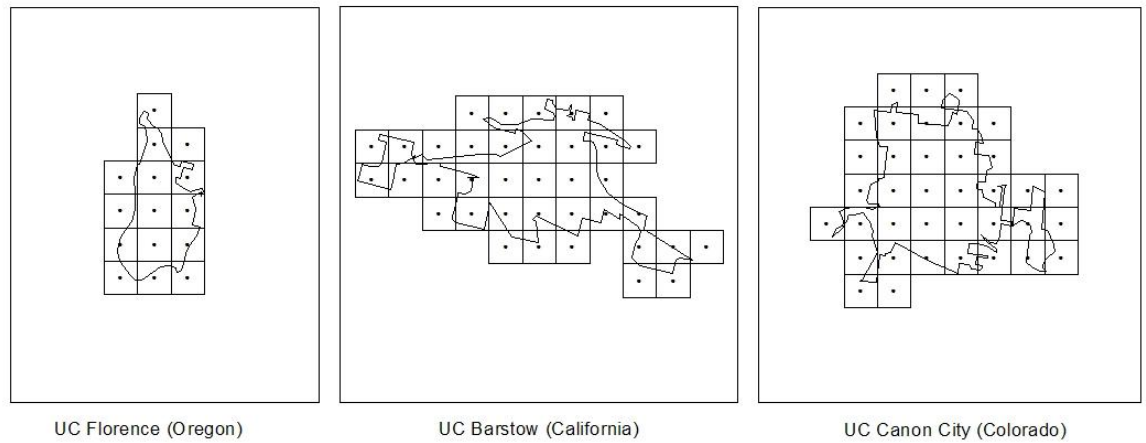 UC Florence (Oregon)
UC Barstow (California)
UC Canon City (Colorado)